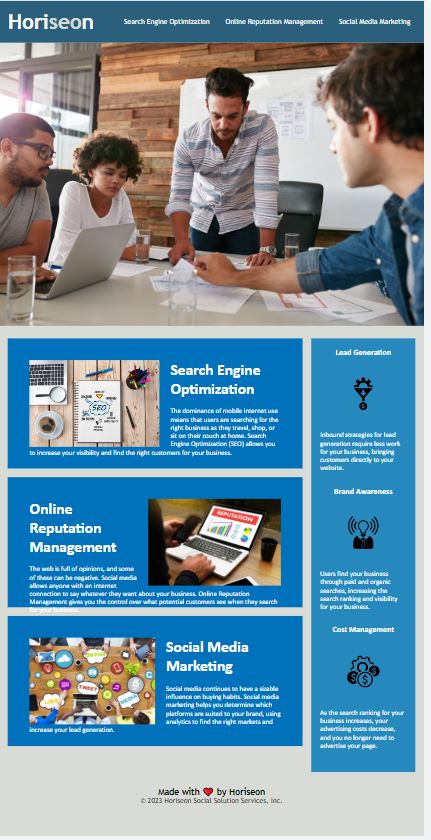 Horiseon
Search Engine Optimization
Online Reputation Management
Social Media Marketing
Search Engine
Optimization
The dominance of mobile internet use
means that users are searching for the
right business as they travel, shop, or
sit on their couch at home. Search
Engine Optimization (SEO) allows you
to increase your visibility and find the right customers for your business.
SEO
Online
Reputation
Management
The web is full of opinions, and some
of these can be negative. Social media
allows anyone with an internet
connection to say whatever they want about your business. Online Reputation
Management gives you the control over what potential customers see when they search
for your business.
REPUTATION
Social Media
Marketing
Social media continues to have a sizable
influence on buying habits. Social media
marketing helps you determine which
platforms are suited to your brand, using
analytics to find the right markets and
increase your lead generation.
SHARE
TWEET
LIKE
MEDIA
Lead Generation
Inbound strategies for lead
generation require less work
for your business, bringing
customers directly to your
website.
Brand Awareness
Users find your business
through paid and organic
searches, increasing the
search ranking and visibility
for your business.
Cost Management
As the search ranking for your
business increases, your
advertising costs decrease,
and you no longer need to
advertise your page.
Made with ❤️ by Horiseon
© 2023 Horiseon Social Solution Services, Inc.